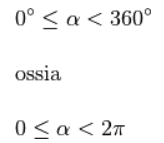 0° ≤ α < 360°
ossia
0 ≤ α < 2π